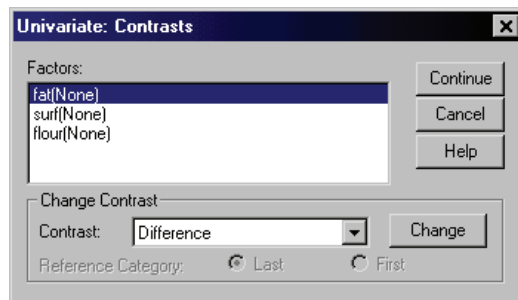 Univariate: Contrasts
Factors:
fat(None)
surf(None)
flour(None)
Continue
Cancel
Help
Change Contrast
Contrast: Difference Change
Reference Category: Last First